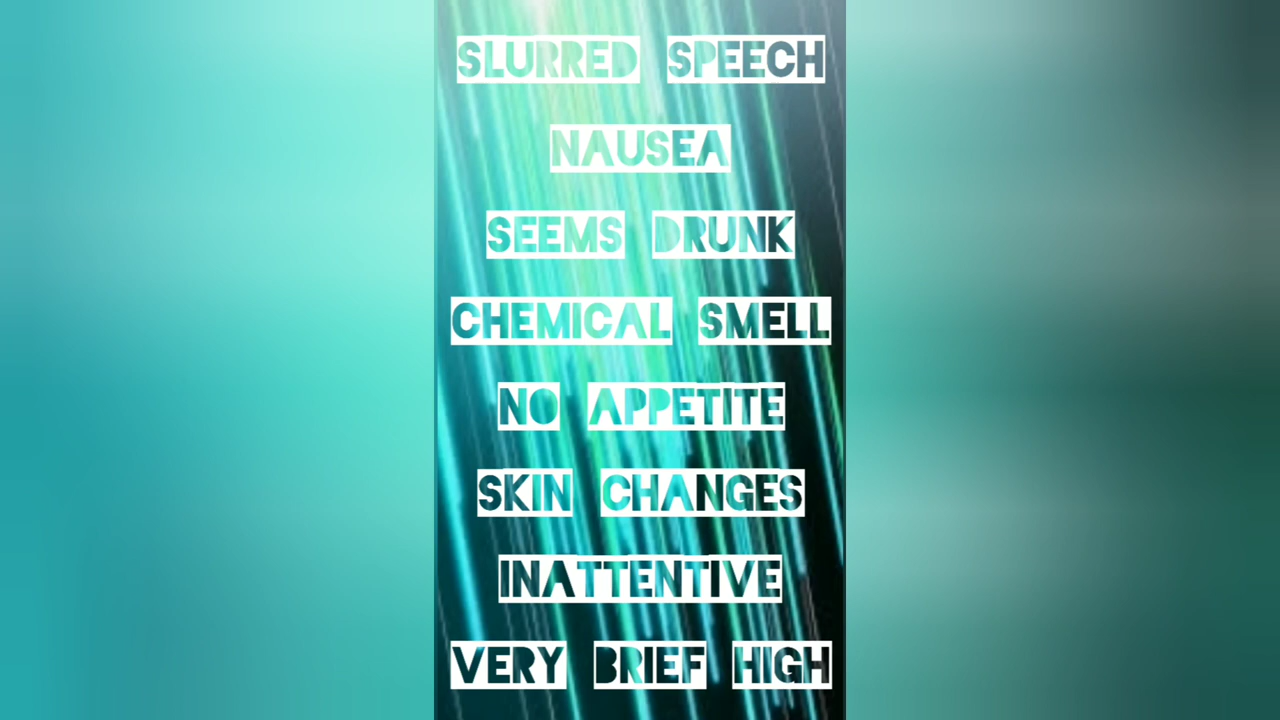 SLURRED SPEECH
NAUSEA
SEEMS DRUNK
CHEMICAL SMELL
NO APPETITE
SKIN CHANGES
INATTENTIVE
VERY BRIEF HIGH